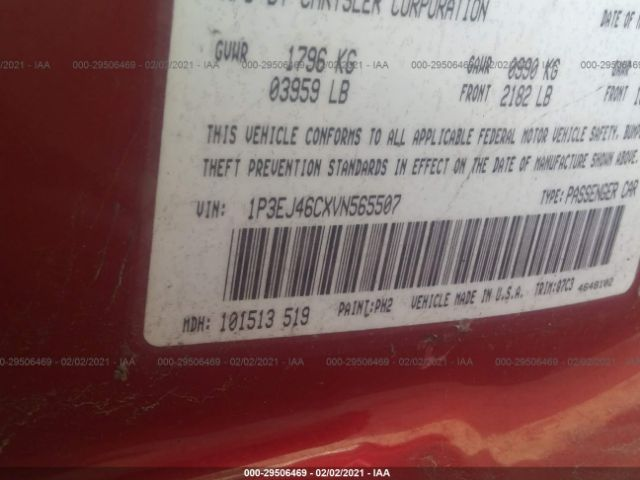 BY CHRYSLER CORPORATION DATE OF
GVWR 1796 KG GAWR 0990 KG
03959 LB FRONT 2182 LB FRONT
THIS VEHICLE CONFORMS TO ALL APPLICABLE FEDERAL MOTOR VEHICLE SAFETY,
THEFT PREVENTION STANDARDS IN EFFECT ON THE DATE OF MANUFACTURE SHOWN ABOVE.
VIN: 1P3EJ46CXVN565507 TYPE: PASSENGER CAR
MDH: 101513 519 PAINT: PH2 VEHICLE MADE IN U.S.A. TRIM: Q7C3 4648102
000-29506469 - 02/02/2021 - IAA